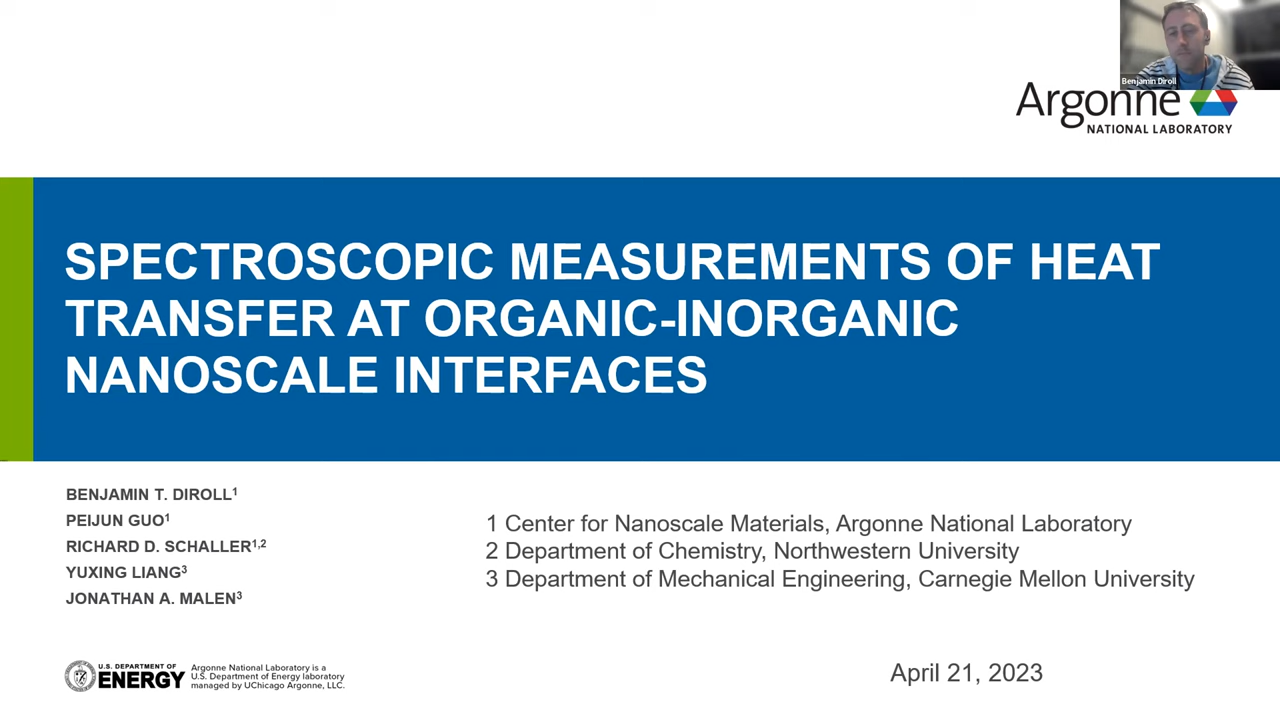 Benjamin Diroll
Argonne
NATIONAL LABORATORY
SPECTROSCOPIC MEASUREMENTS OF HEAT
TRANSFER AT ORGANIC-INORGANIC
NANOSCALE INTERFACES
BENJAMIN T. DIROLL¹
PEIJUN GUO¹
RICHARD D. SCHALLER¹,²
YUXING LIANG³
JONATHAN A. MALEN³
1 Center for Nanoscale Materials, Argonne National Laboratory
2 Department of Chemistry, Northwestern University
3 Department of Mechanical Engineering, Carnegie Mellon University
U.S. DEPARTMENT OF
ENERGY
Argonne National Laboratory is a
U.S. Department of Energy laboratory
managed by UChicago Argonne, LLC.
April 21, 2023